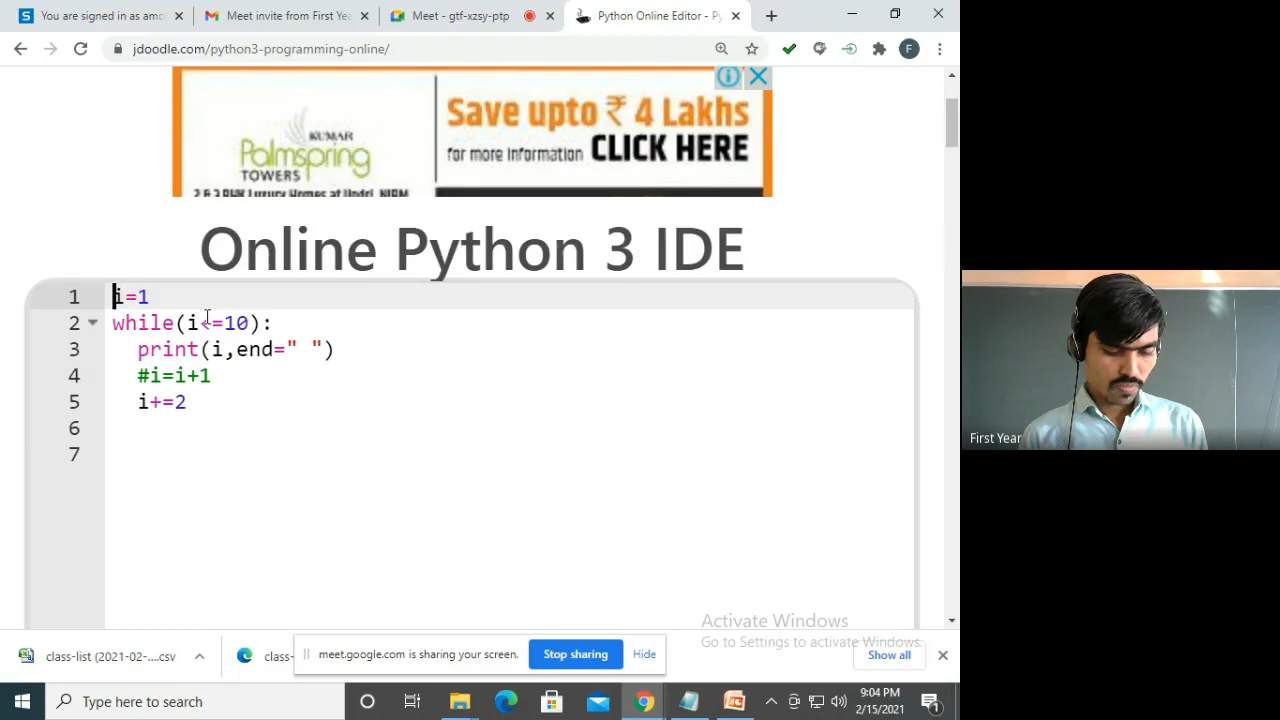 You are signed in as amo
Meet invite from First Ye
Meet - gtf-xzsy-ptp
Python Online Editor - Py
jdoodle.com/python3-programming-online/
F
KUMAR
Palmspring
TOWERS
Save upto ₹ 4 Lakhs
for more information CLICK HERE
Online Python 3 IDE
1 i=1
2 while(i<=10):
3 print(i,end=" ")
4 #i=i+1
5 i+=2
6
7
First Year
Activate Windows
Go to Settings to activate Windows.
class-list (2021-02-....csv
class-
meet.google.com is sharing your screen.
Stop sharing
Hide
Show all
Type here to search
9:04 PM
2/15/2021
1